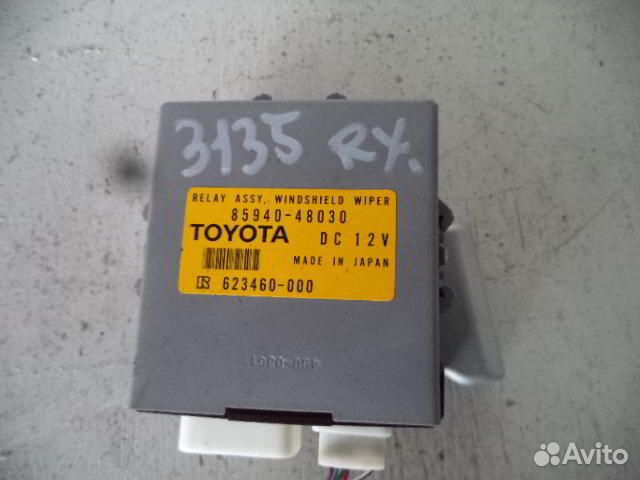 3135 RX.
RELAY ASSY, WINDSHIELD WIPER
85940-48030
TOYOTA DC 12V
MADE IN JAPAN
623460-000
Avito